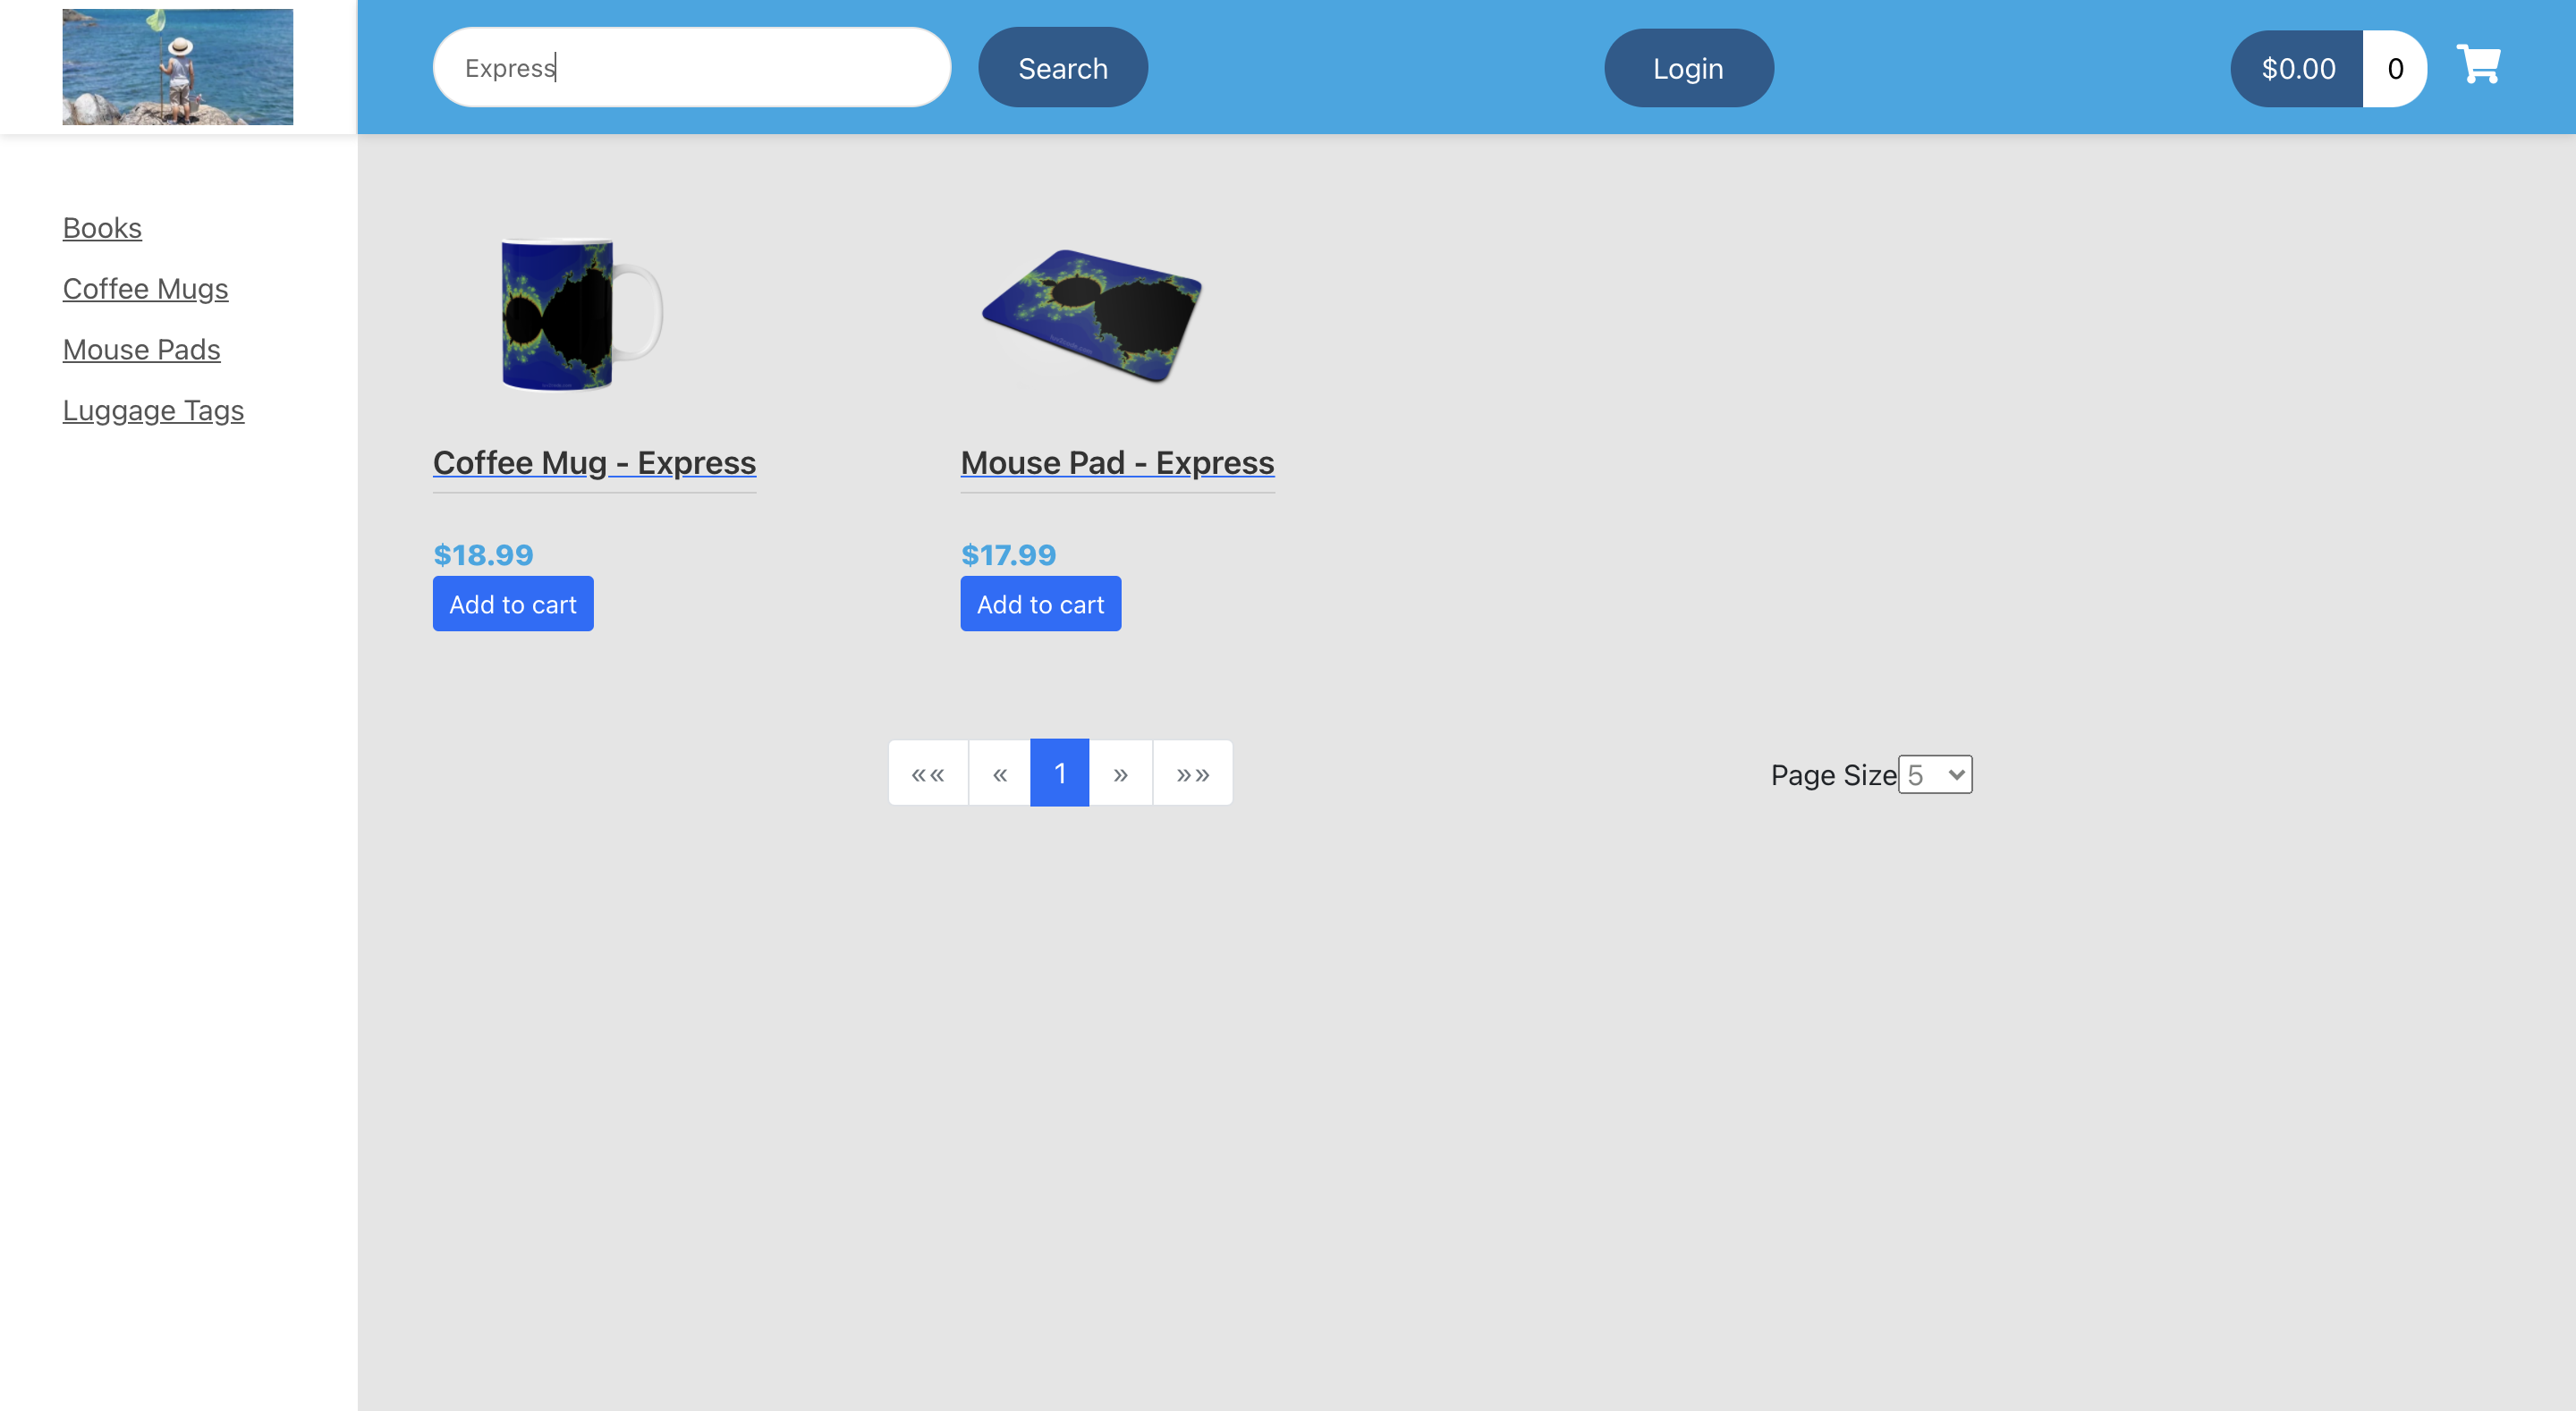 Express
Search
Login
$0.00 0
Books
Coffee Mugs
Mouse Pads
Luggage Tags
Coffee Mug - Express
$18.99
Add to cart
Mouse Pad - Express
$17.99
Add to cart
«« « 1 » »»
Page Size 5